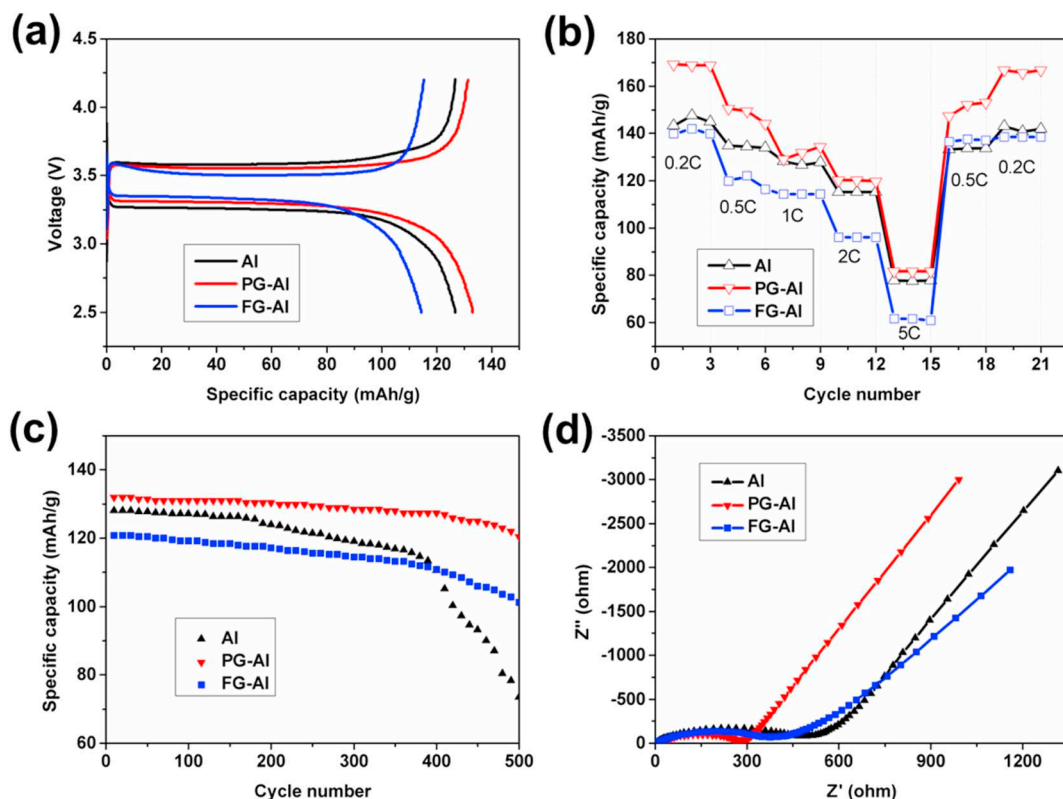 (a)
4.5
4.0
3.5
3.0
2.5
Voltage (V)
Al
PG-Al
FG-Al
0 20 40 60 80 100 120 140
Specific capacity (mAh/g)
150
(b)
180
160
140
120
100
80
60
Specific capacity (mAh/g)
0.2C
0.5C
1C
2C
5C
0.5C
0.2C
Al
PG-Al
FG-Al
0 3 6 9 12 15 18 21
Cycle number
(c)
140
120
100
80
60
Specific capacity (mAh/g)
Al
PG-Al
FG-Al
0 100 200 300 400 500
Cycle number
(d)
-3500
-3000
-2500
-2000
-1500
-1000
-500
0
Z'' (ohm)
Al
PG-Al
FG-Al
0 300 600 900 1200
Z' (ohm)